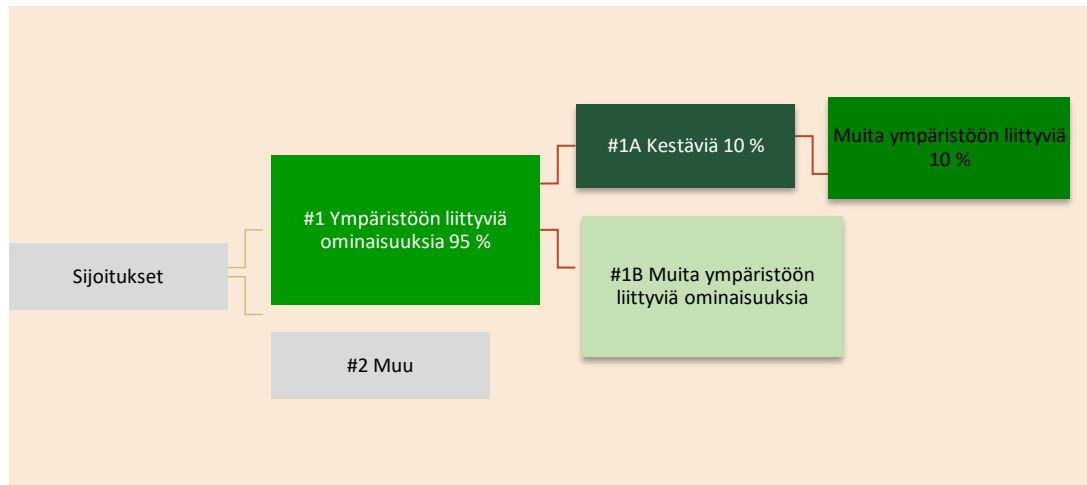 Sijoitukset
#1 Ympäristöön liittyviä
ominaisuuksia 95 %
#2 Muu
#1A Kestäviä 10 %
#1B Muita ympäristöön
liittyviä ominaisuuksia
Muita ympäristöön liittyviä
10 %